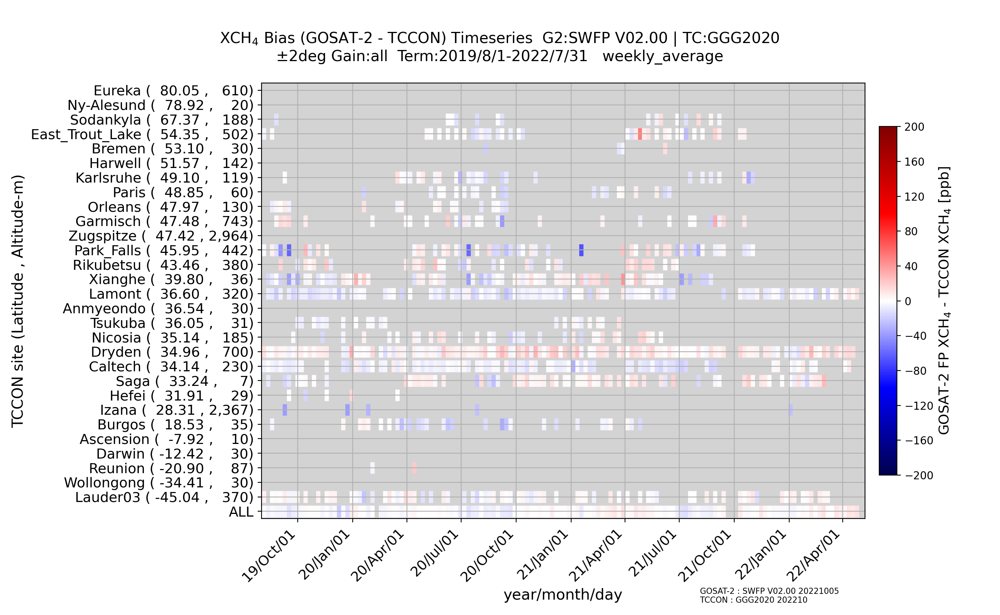 XCH4 Bias (GOSAT-2 - TCCON) Timeseries  G2:SWFP V02.00 | TC:GGG2020
±2deg Gain:all  Term:2019/8/1-2022/7/31   weekly_average
TCCON site (Latitude , Altitude-m)
Eureka (  80.05 ,   610)
Ny-Alesund (  78.92 ,    20)
Sodankyla (  67.37 ,   188)
East_Trout_Lake (  54.35 ,   502)
Bremen (  53.10 ,    30)
Harwell (  51.57 ,   142)
Karlsruhe (  49.10 ,   119)
Paris (  48.85 ,    60)
Orleans (  47.97 ,   130)
Garmisch (  47.48 ,   743)
Zugspitze (  47.42 , 2,964)
Park_Falls (  45.95 ,   442)
Rikubetsu (  43.46 ,   380)
Xianghe (  39.80 ,    36)
Lamont (  36.60 ,   320)
Anmyeondo (  36.54 ,    30)
Tsukuba (  36.05 ,    31)
Nicosia (  35.14 ,   185)
Dryden (  34.96 ,   700)
Caltech (  34.14 ,   230)
Saga (  33.24 ,     7)
Hefei (  31.91 ,    29)
Izana (  28.31 , 2,367)
Burgos (  18.53 ,    35)
Ascension (  -7.92 ,    10)
Darwin ( -12.42 ,    30)
Reunion ( -20.90 ,    87)
Wollongong ( -34.41 ,    30)
Lauder03 ( -45.04 ,   370)
ALL
19/Oct/01
20/Jan/01
20/Apr/01
20/Jul/01
20/Oct/01
21/Jan/01
21/Apr/01
21/Jul/01
21/Oct/01
22/Jan/01
22/Apr/01
year/month/day
200
160
120
80
40
0
−40
−80
−120
−160
−200
GOSAT-2 FP XCH4 - TCCON XCH4 [ppb]
GOSAT-2 : SWFP V02.00 20221005
TCCON : GGG2020 202210